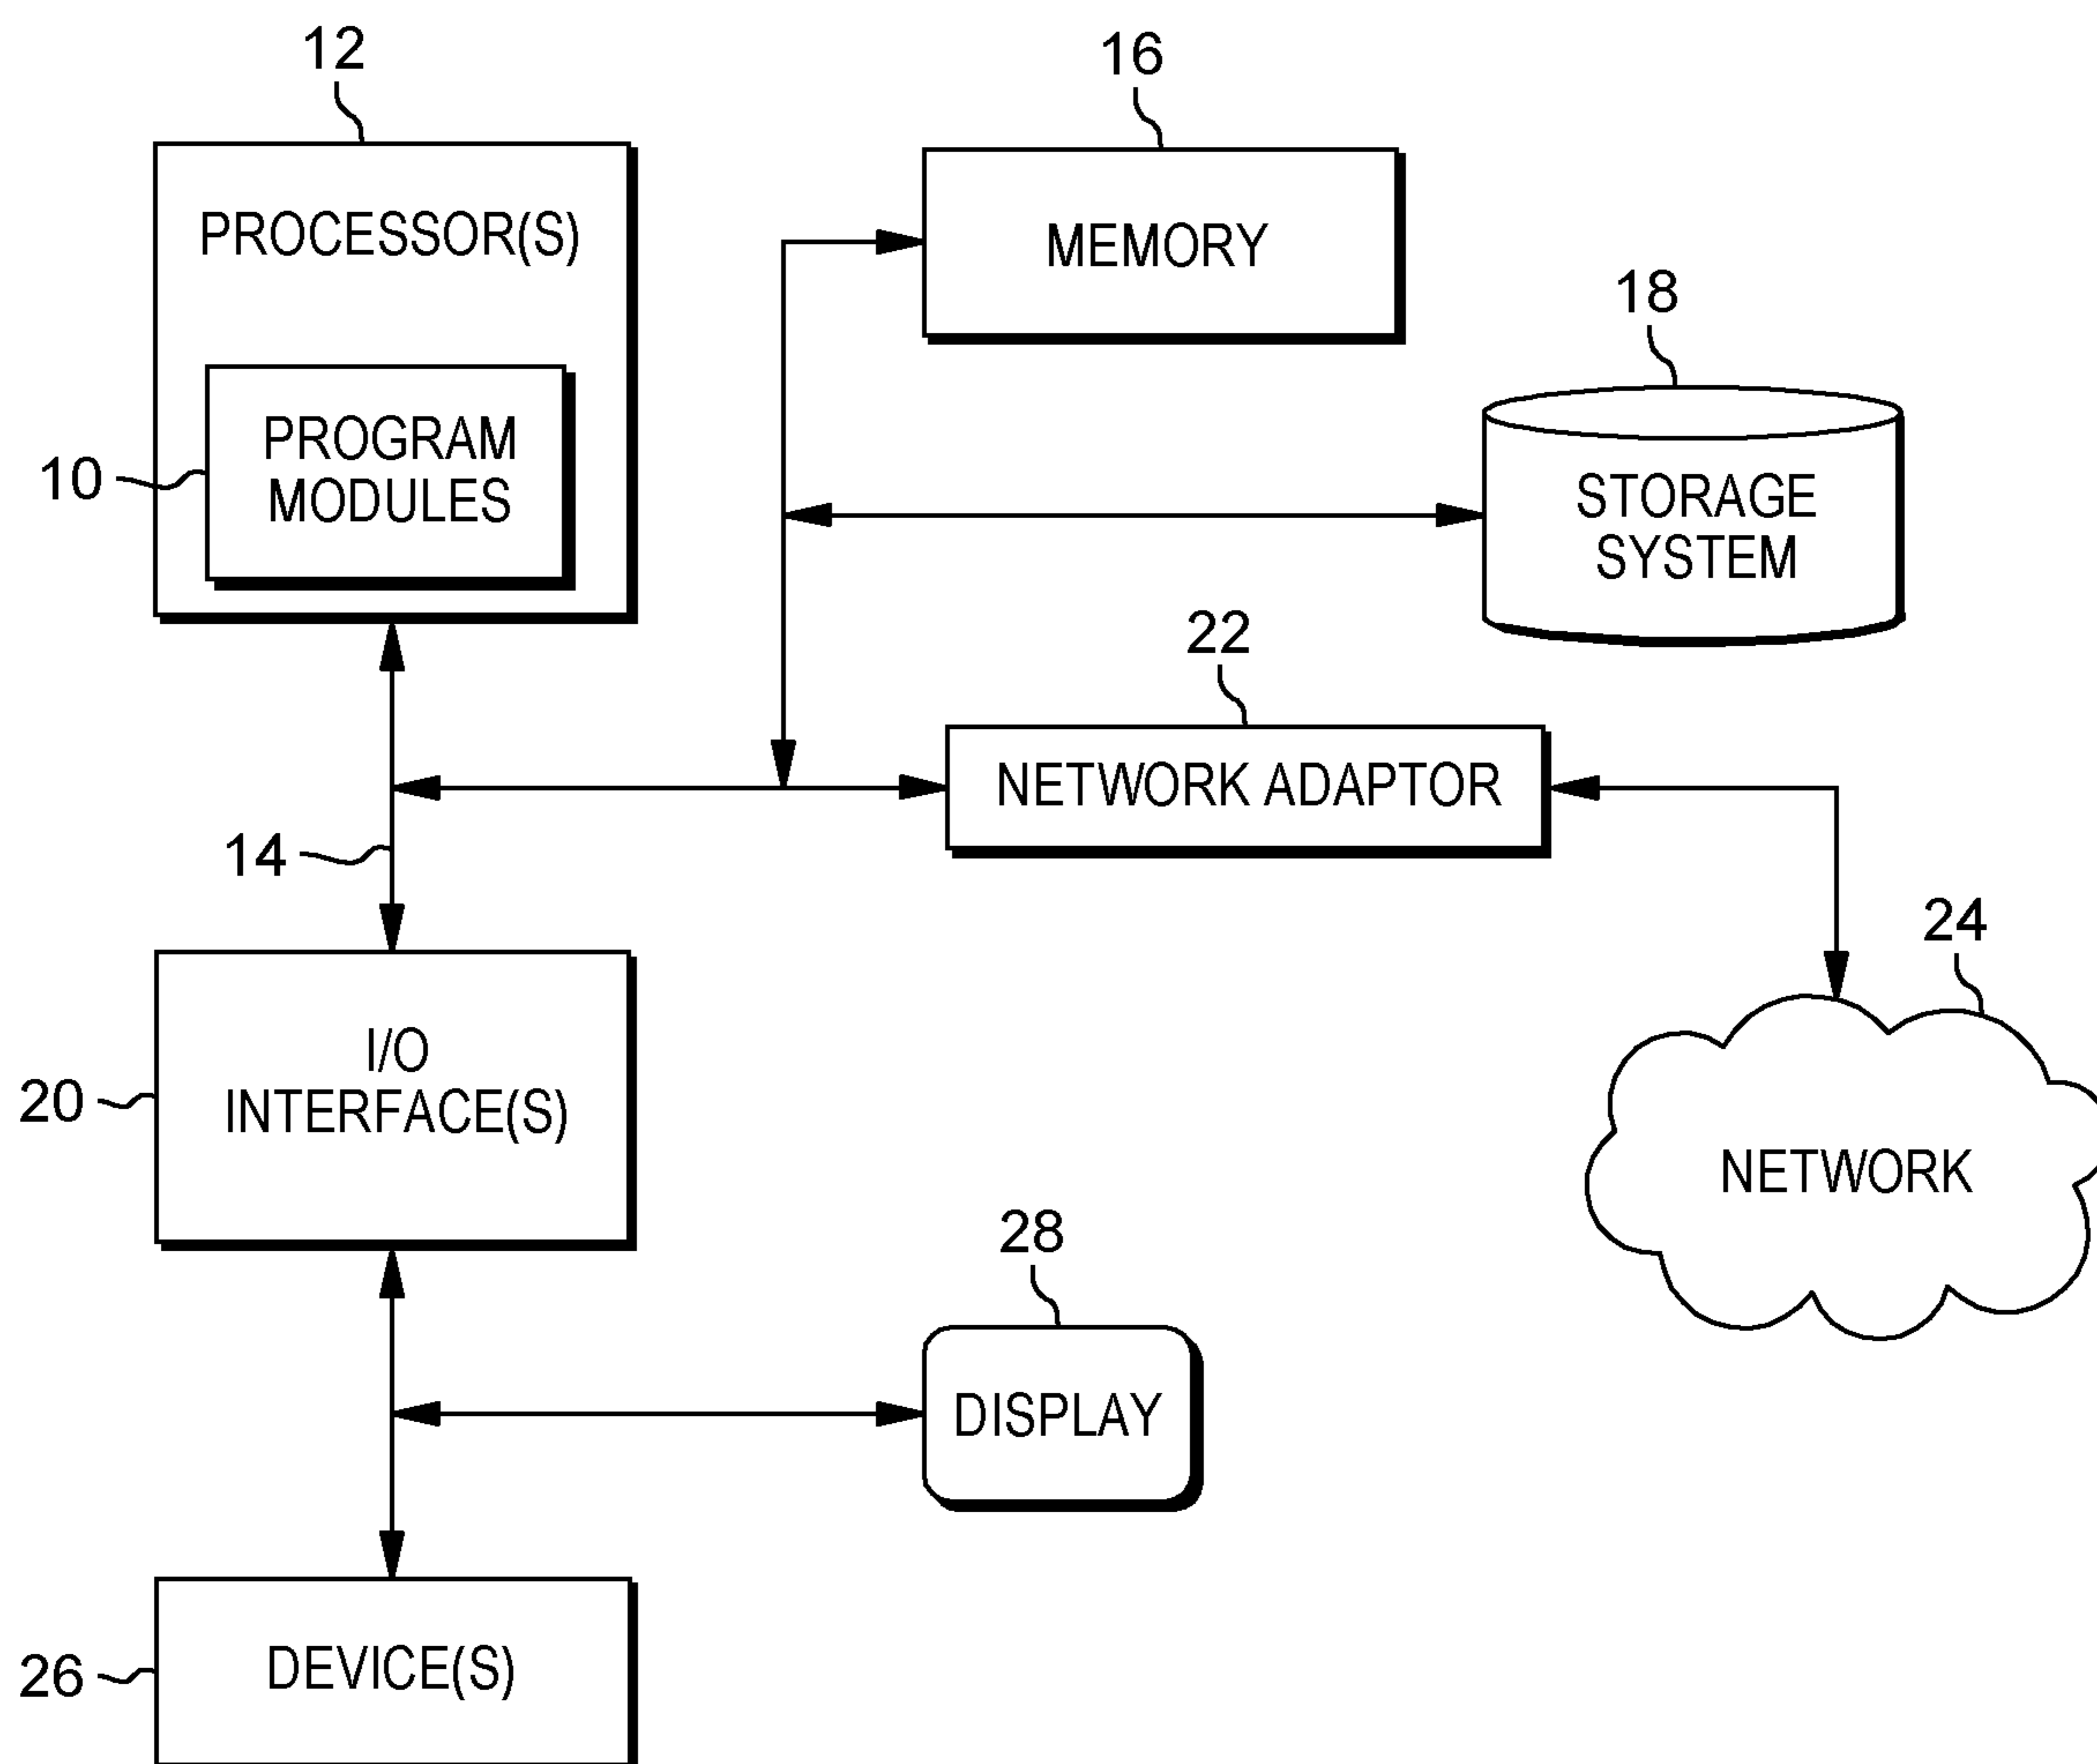 12
PROCESSOR(S)
10
PROGRAM
MODULES
16
MEMORY
18
STORAGE
SYSTEM
22
NETWORK ADAPTOR
14
24
NETWORK
20
I/O
INTERFACE(S)
28
DISPLAY
26
DEVICE(S)